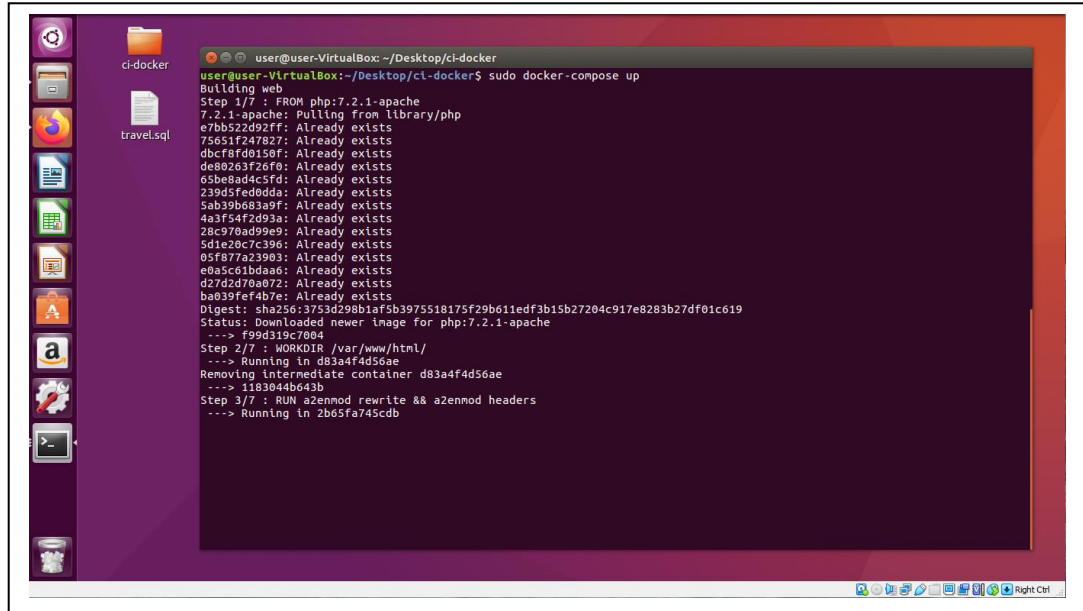 ci-docker
travel.sql
user@user-VirtualBox: ~/Desktop/ci-docker
user@user-VirtualBox:~/Desktop/ci-docker$ sudo docker-compose up
Building web
Step 1/7 : FROM php:7.2.1-apache
7.2.1-apache: Pulling from library/php
e7bb522d92ff: Already exists
75651f247827: Already exists
dbcf8fd0150f: Already exists
de80263f26f0: Already exists
65be8ad4c5fd: Already exists
239d5fed0dda: Already exists
5ab39b683a9f: Already exists
4a3f54f2d93a: Already exists
28c970ad99e9: Already exists
5d1e20c7c396: Already exists
05f877a23903: Already exists
e0a5c61bdaa6: Already exists
d27d2d70a072: Already exists
ba039fef4b7e: Already exists
Digest: sha256:3753d298b1af5b3975518175f29b611edf3b15b27204c917e8283b27df01c619
Status: Downloaded newer image for php:7.2.1-apache
 ---> f99d319c7004
Step 2/7 : WORKDIR /var/www/html/
 ---> Running in d83a4f4d56ae
Removing intermediate container d83a4f4d56ae
 ---> 1183044b643b
Step 3/7 : RUN a2enmod rewrite && a2enmod headers
 ---> Running in 2b65fa745cdb
Right Ctrl